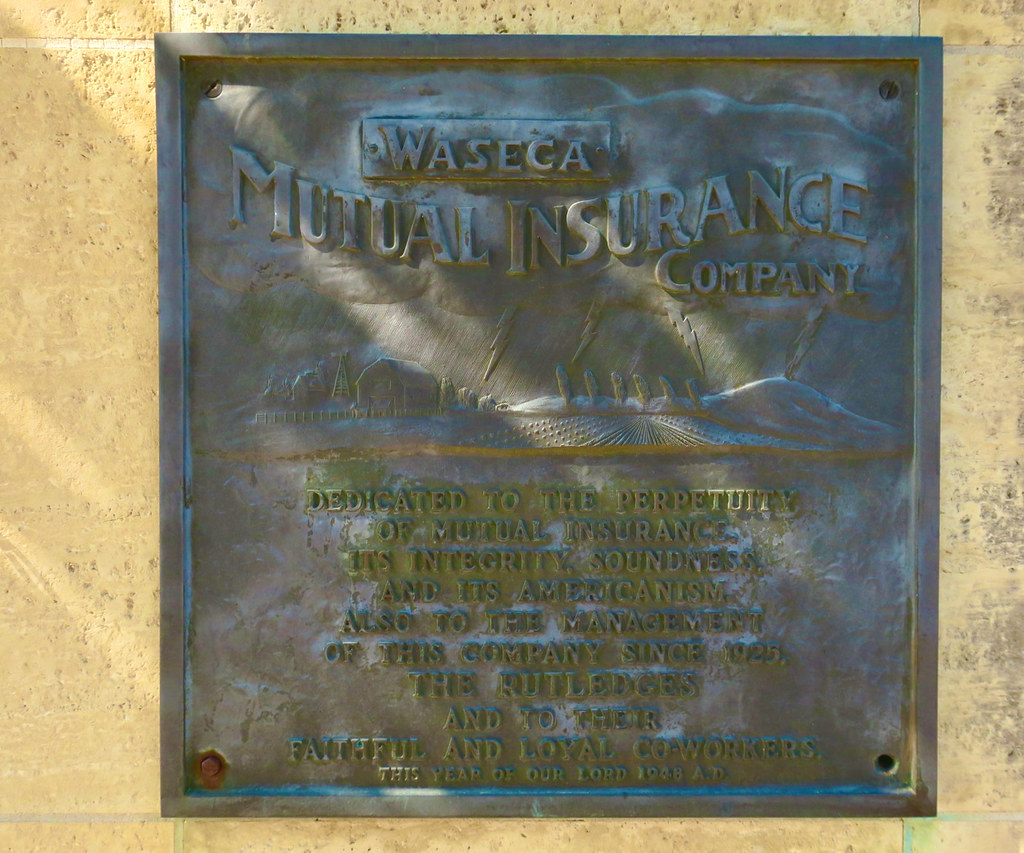 WASECA
MUTUAL INSURANCE
COMPANY
DEDICATED TO THE PERPETUITY
OF MUTUAL INSURANCE.
ITS INTEGRITY, SOUNDNESS,
AND ITS AMERICANISM.
ALSO TO THE MANAGEMENT
OF THIS COMPANY SINCE 1925,
THE RUTLEDGES
AND TO THEIR
FAITHFUL AND LOYAL CO-WORKERS.
THIS YEAR OF OUR LORD 1948 A.D.